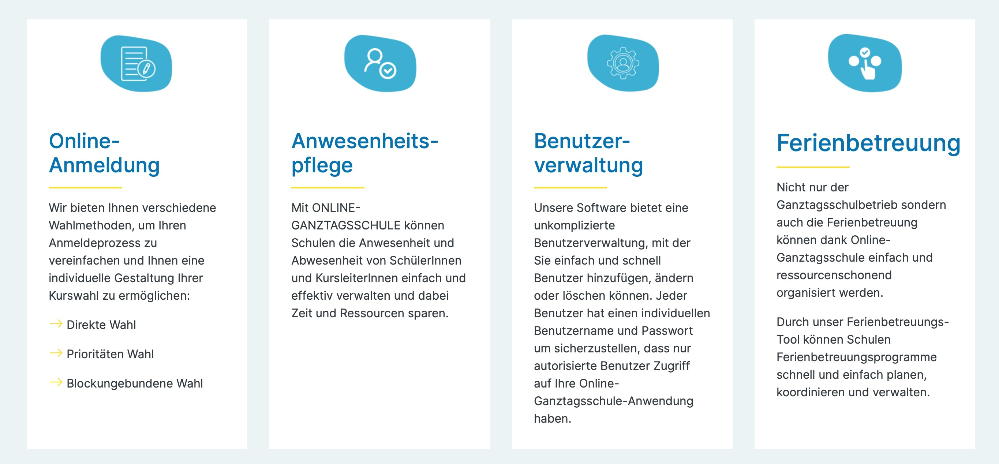 Online-
Anmeldung
Wir bieten Ihnen verschiedene
Wahlmethoden, um Ihren
Anmeldeprozess zu
vereinfachen und Ihnen eine
individuelle Gestaltung Ihrer
Kurswahl zu ermöglichen:
Direkte Wahl
Prioritäten Wahl
Blockungebundene Wahl
Anwesenheits-
pflege
Mit ONLINE-
GANZTAGSSCHULE können
Schulen die Anwesenheit und
Abwesenheit von SchülerInnen
und KursleiterInnen einfach und
effektiv verwalten und dabei
Zeit und Ressourcen sparen.
Benutzer-
verwaltung
Unsere Software bietet eine
unkomplizierte
Benutzerverwaltung, mit der
Sie einfach und schnell
Benutzer hinzufügen, ändern
oder löschen können. Jeder
Benutzer hat einen individuellen
Benutzername und Passwort
um sicherzustellen, dass nur
autorisierte Benutzer Zugriff
auf Ihre Online-
Ganztagsschule-Anwendung
haben.
Ferienbetreuung
Nicht nur der
Ganztagsschulbetrieb sondern
auch die Ferienbetreuung
können dank Online-
Ganztagsschule einfach und
ressourcenschonend
organisiert werden.
Durch unser Ferienbetreuungs-
Tool können Schulen
Ferienbetreuungsprogramme
schnell und einfach planen,
koordinieren und verwalten.